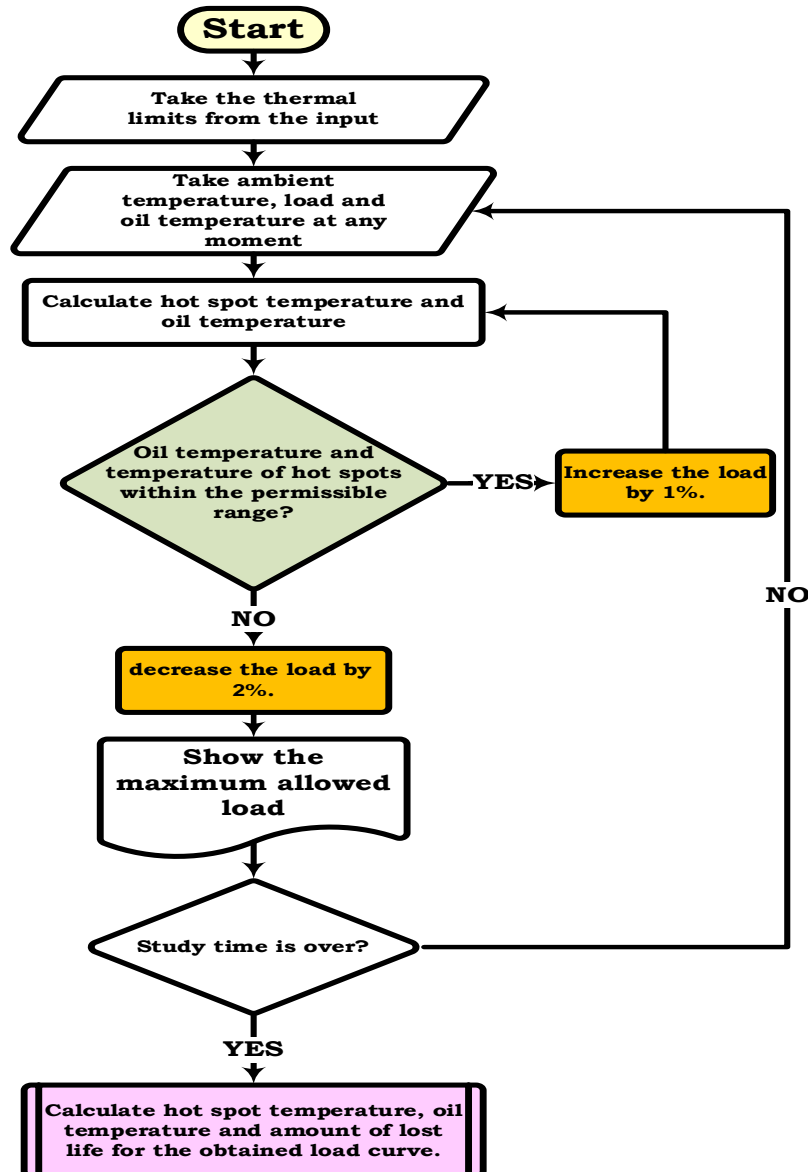 Start
Take the thermal
limits from the input
Take ambient
temperature, load and
oil temperature at any
moment
Calculate hot spot temperature and
oil temperature
Oil temperature and
temperature of hot spots
within the permissible
range?
YES
Increase the load
by 1%.
NO
NO
decrease the load by
2%.
Show the
maximum allowed
load
Study time is over?
YES
Calculate hot spot temperature, oil
temperature and amount of lost
life for the obtained load curve.